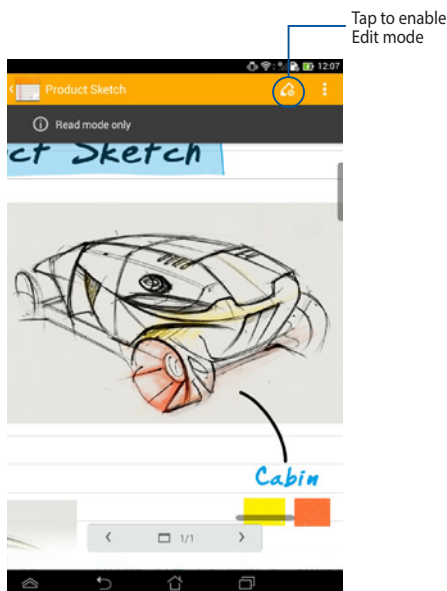 Tap to enable
Edit mode
12:07
Product Sketch
Read mode only
ct Sketch
Cabin
1/1